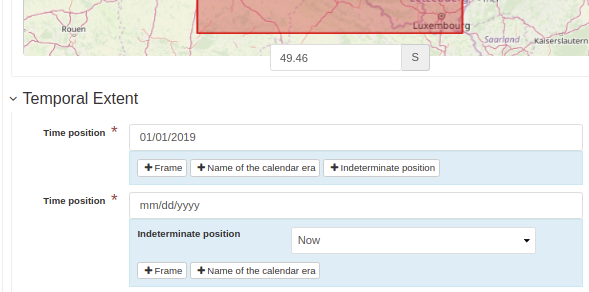 Rouen
Luxembourg
Saarland
Kaiserslautern
49.46 S
Temporal Extent
Time position *
01/01/2019
+ Frame + Name of the calendar era + Indeterminate position
Time position *
mm/dd/yyyy
Indeterminate position Now
+ Frame + Name of the calendar era